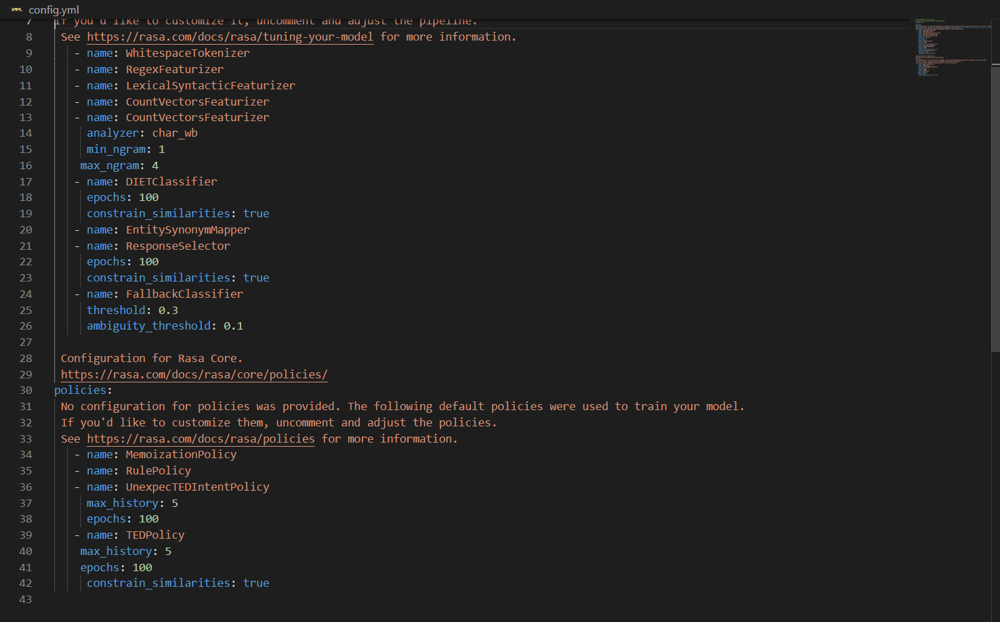 config.yml
7 If you'd like to customize it, uncomment and adjust the pipeline.
8 See https://rasa.com/docs/rasa/tuning-your-model for more information.
9 - name: WhitespaceTokenizer
10 - name: RegexFeaturizer
11 - name: LexicalSyntacticFeaturizer
12 - name: CountVectorsFeaturizer
13 - name: CountVectorsFeaturizer
14 analyzer: char_wb
15 min_ngram: 1
16 max_ngram: 4
17 - name: DIETClassifier
18 epochs: 100
19 constrain_similarities: true
20 - name: EntitySynonymMapper
21 - name: ResponseSelector
22 epochs: 100
23 constrain_similarities: true
24 - name: FallbackClassifier
25 threshold: 0.3
26 ambiguity_threshold: 0.1
27
28 Configuration for Rasa Core.
29 https://rasa.com/docs/rasa/core/policies/
30 policies:
31 No configuration for policies was provided. The following default policies were used to train your model.
32 If you'd like to customize them, uncomment and adjust the policies.
33 See https://rasa.com/docs/rasa/policies for more information.
34 - name: MemoizationPolicy
35 - name: RulePolicy
36 - name: UnexpecTEDIntentPolicy
37 max_history: 5
38 epochs: 100
39 - name: TEDPolicy
40 max_history: 5
41 epochs: 100
42 constrain_similarities: true
43